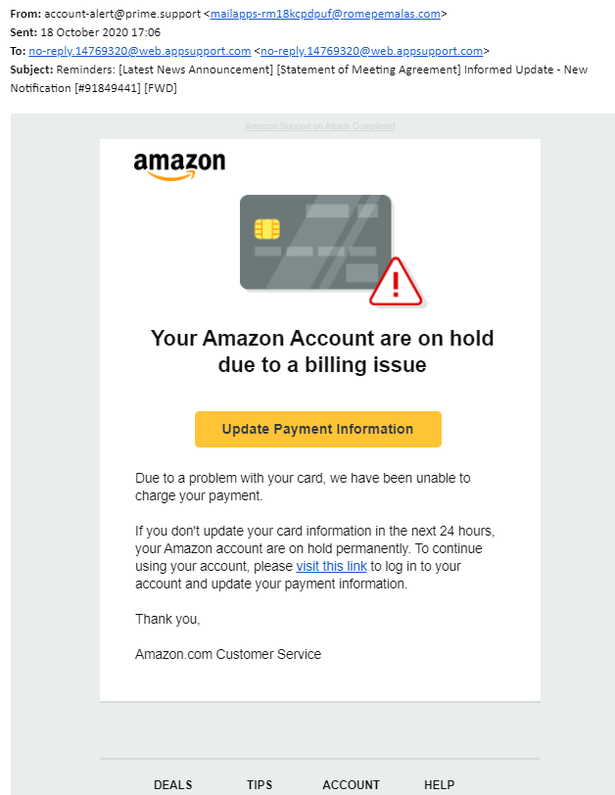 From: account-alert@prime.support <mailapps-rm18kcpdpuf@romepemalas.com>
Sent: 18 October 2020 17:06
To: no-reply.14769320@web.appsupport.com <no-reply.14769320@web.appsupport.com>
Subject: Reminders: [Latest News Announcement] [Statement of Meeting Agreement] Informed Update - New
Notification [#91849441] [FWD]
Amazon Support on Attach Completed
amazon
Your Amazon Account are on hold
due to a billing issue
Update Payment Information
Due to a problem with your card, we have been unable to
charge your payment.
If you don't update your card information in the next 24 hours,
your Amazon account are on hold permanently. To continue
using your account, please visit this link to log in to your
account and update your payment information.
Thank you,
Amazon.com Customer Service
DEALS TIPS ACCOUNT HELP